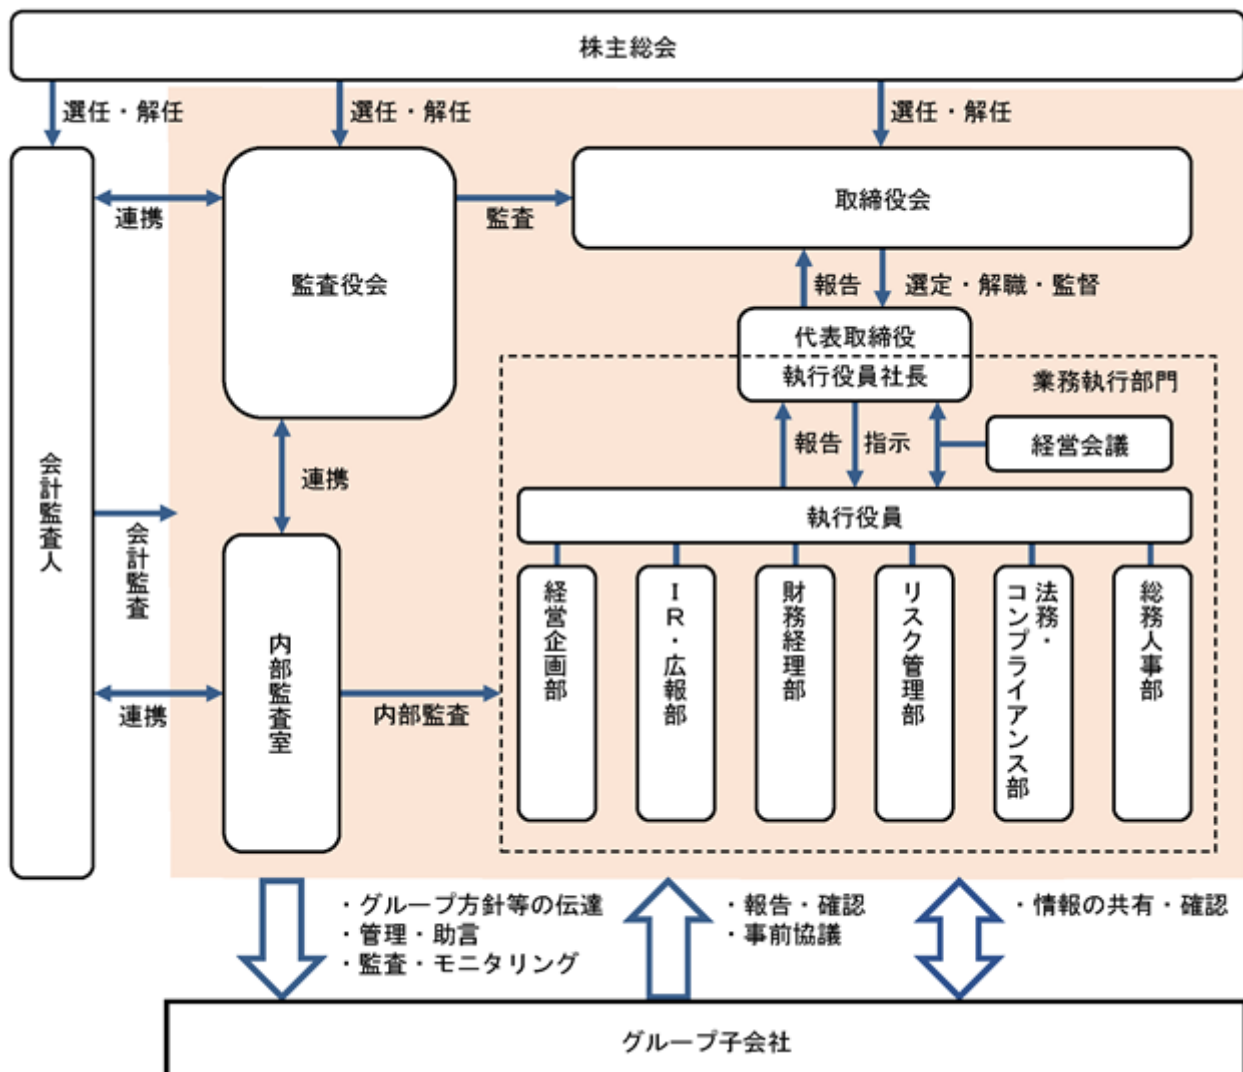 株主総会
選任・解任
選任・解任
選任・解任
連携
監査役会
監査
取締役会
報告
選定・解職・監督
代表取締役
執行役員社長
業務執行部門
報告
指示
経営会議
連携
執行役員
会計監査人
会計監査
内部監査室
連携
内部監査
経営企画部
IR・広報部
財務経理部
リスク管理部
法務・
コンプライアンス部
総務人事部
・グループ方針等の伝達
・管理・助言
・監査・モニタリング
・報告・確認
・事前協議
・情報の共有・確認
グループ子会社